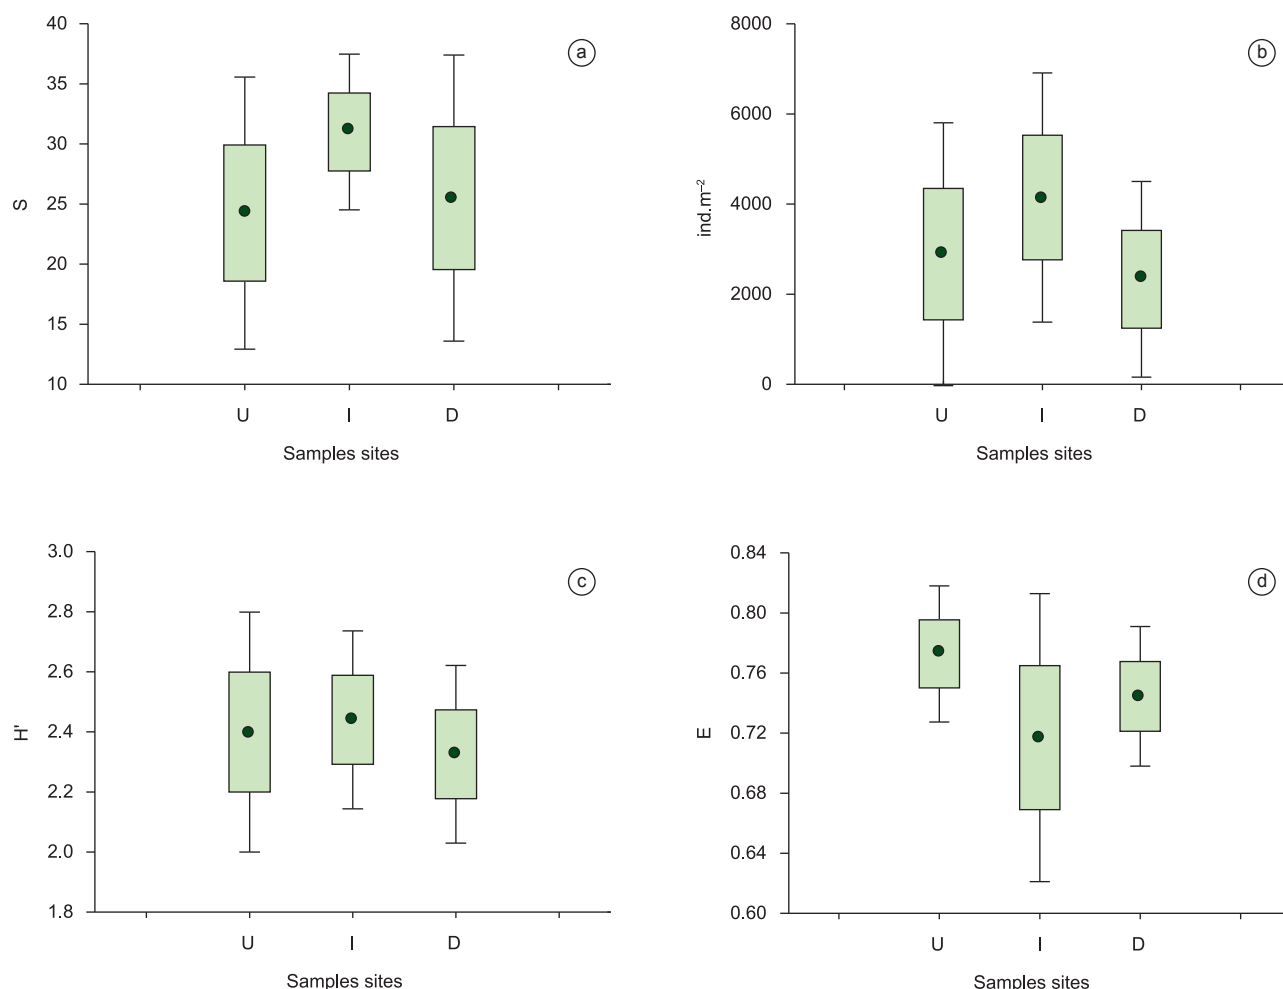 a
40
35
30
25
20
15
10
S
U I D
Samples sites
b
8000
6000
4000
2000
0
ind.m⁻²
U I D
Samples sites
c
3.0
2.8
2.6
2.4
2.2
2.0
1.8
H'
U I D
Samples sites
d
0.84
0.80
0.76
0.72
0.68
0.64
0.60
E
U I D
Samples sites